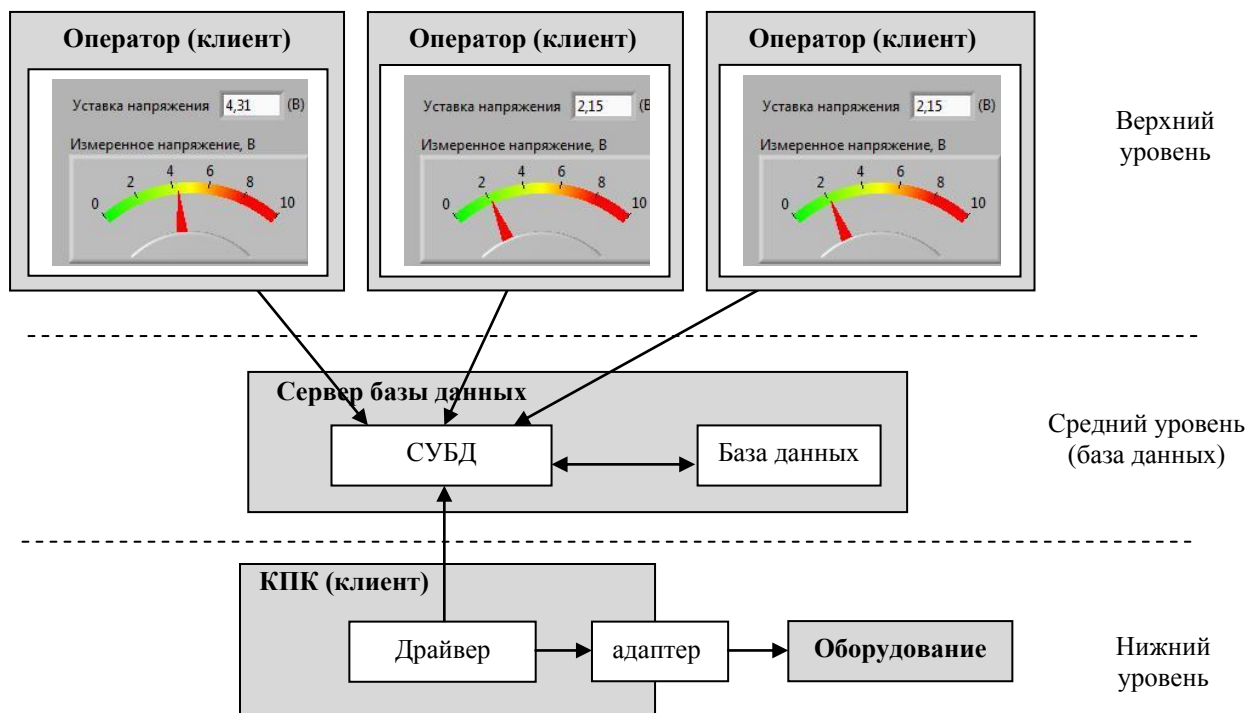 Оператор (клиент)
Уставка напряжения 4,31 (В)
Измеренное напряжение, В
0 2 4 6 8 10
Оператор (клиент)
Уставка напряжения 2,15 (В
Измеренное напряжение, В
0 2 4 6 8 10
Оператор (клиент)
Уставка напряжения 2,15 (В)
Измеренное напряжение, В
0 2 4 6 8 10
Верхний
уровень
Сервер базы данных
СУБД
База данных
Средний уровень
(база данных)
КПК (клиент)
Драйвер
адаптер
Оборудование
Нижний
уровень